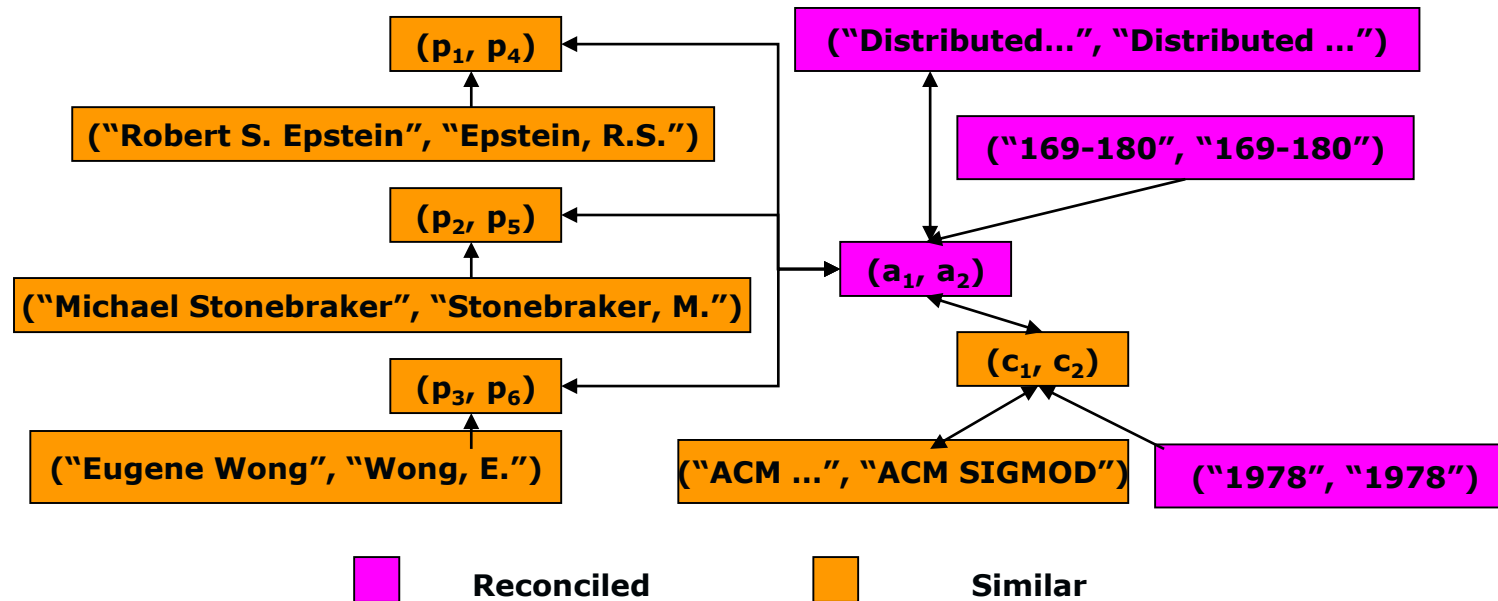 (p1, p4)
(“Distributed…”, “Distributed …”)
(“Robert S. Epstein”, “Epstein, R.S.”)
(“169-180”, “169-180”)
(p2, p5)
(a1, a2)
(“Michael Stonebraker”, “Stonebraker, M.”)
(c1, c2)
(p3, p6)
(“Eugene Wong”, “Wong, E.”)
(“ACM …”, “ACM SIGMOD”)
(“1978”, “1978”)
Reconciled
Similar